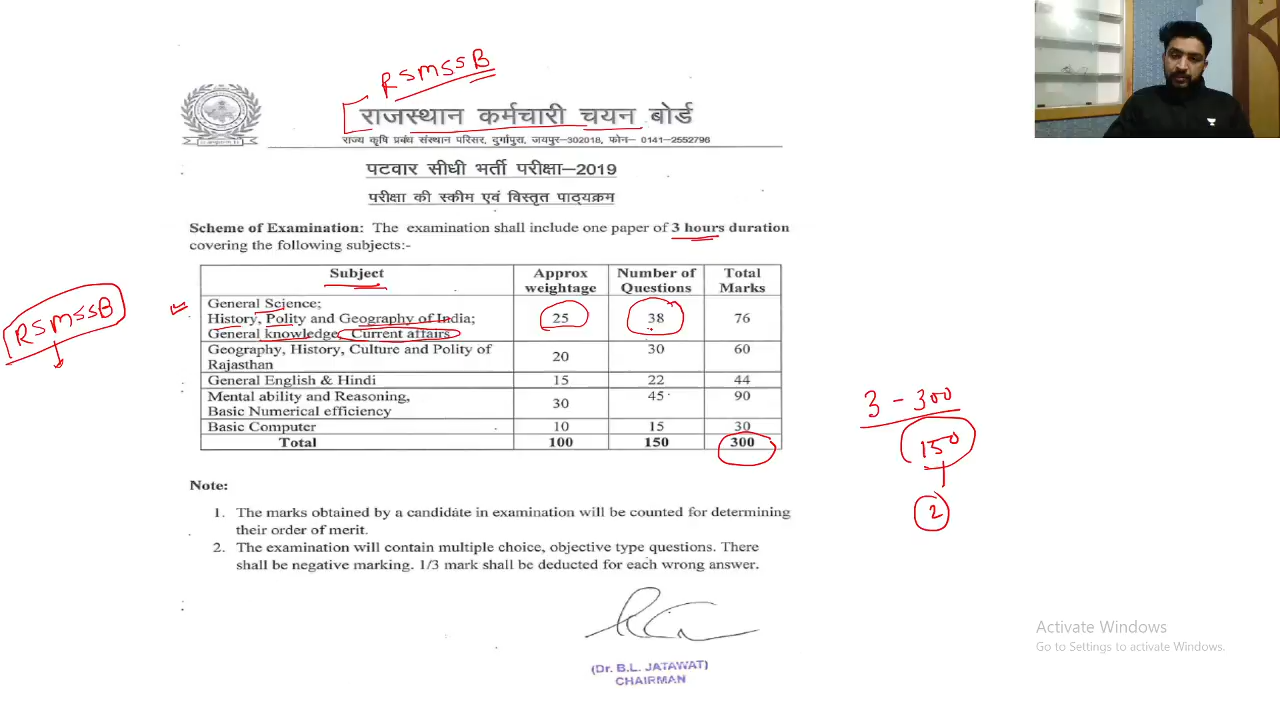 RSMSSB
राजस्थान कर्मचारी चयन बोर्ड
राज्य कृषि प्रबंध संस्थान परिसर, दुर्गापुरा, जयपुर-302018, फोन- 0141-2552796
पटवार सीधी भर्ती परीक्षा-2019
परीक्षा की स्कीम एवं विस्तृत पाठ्यक्रम
Scheme of Examination: The examination shall include one paper of 3 hours duration
covering the following subjects:-
Subject Approx weightage Number of Questions Total Marks
General Science;
History, Polity and Geography of India;
General knowledge, Current affairs 25 38 76
Geography, History, Culture and Polity of
Rajasthan 20 30 60
General English & Hindi 15 22 44
Mental ability and Reasoning,
Basic Numerical efficiency 30 45 90
Basic Computer 10 15 30
Total 100 150 300
RSMSSB
3 - 300
150
2
Note:
1. The marks obtained by a candidate in examination will be counted for determining
their order of merit.
2. The examination will contain multiple choice, objective type questions. There
shall be negative marking. 1/3 mark shall be deducted for each wrong answer.
(Dr. B.L. JATAWAT)
CHAIRMAN
Activate Windows
Go to Settings to activate Windows.